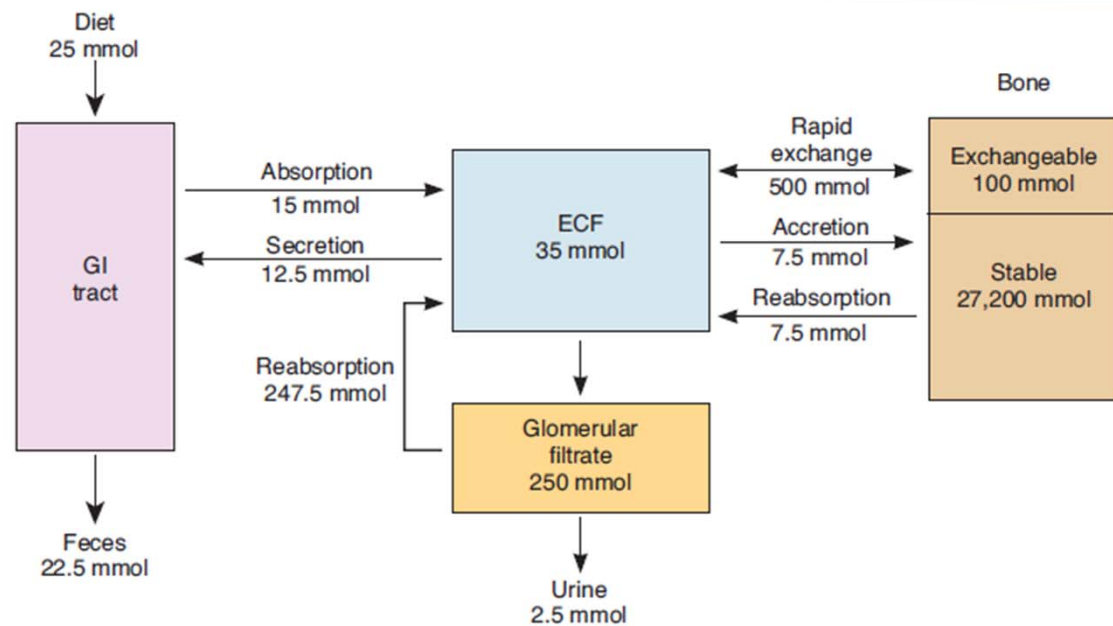 Diet
25 mmol
Bone
GI
tract
Absorption
15 mmol
Secretion
12.5 mmol
Reabsorption
247.5 mmol
ECF
35 mmol
Rapid
exchange
500 mmol
Accretion
7.5 mmol
Reabsorption
7.5 mmol
Exchangeable
100 mmol
Stable
27,200 mmol
Glomerular
filtrate
250 mmol
Feces
22.5 mmol
Urine
2.5 mmol